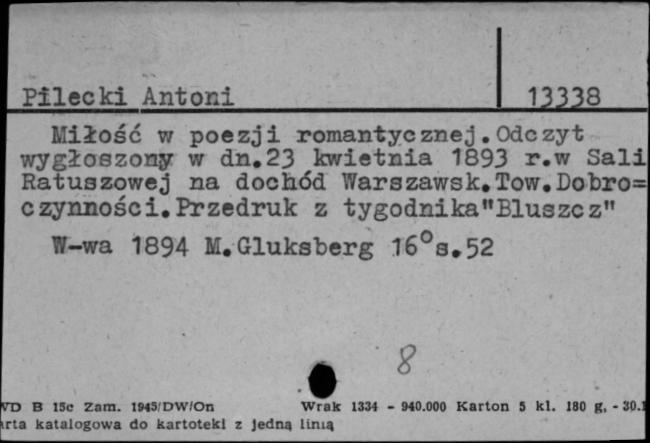 Pilecki Antoni 13338
Miłość w poezji romantycznej.Odczyt
wygłoszony w dn.23 kwietnia 1893 r.w Sali
Ratuszowej na dochód Warszawsk.Tow.Dobro=
czynności.Przedruk z tygodnika"Bluszcz"
W-wa 1894 M.Gluksberg 16°s.52
8
VD B 15c Zam. 1945/DW/On Wrak 1334 - 940.000 Karton 5 kl. 180 g, - 30.
arta katalogowa do kartoteki z jedną linią